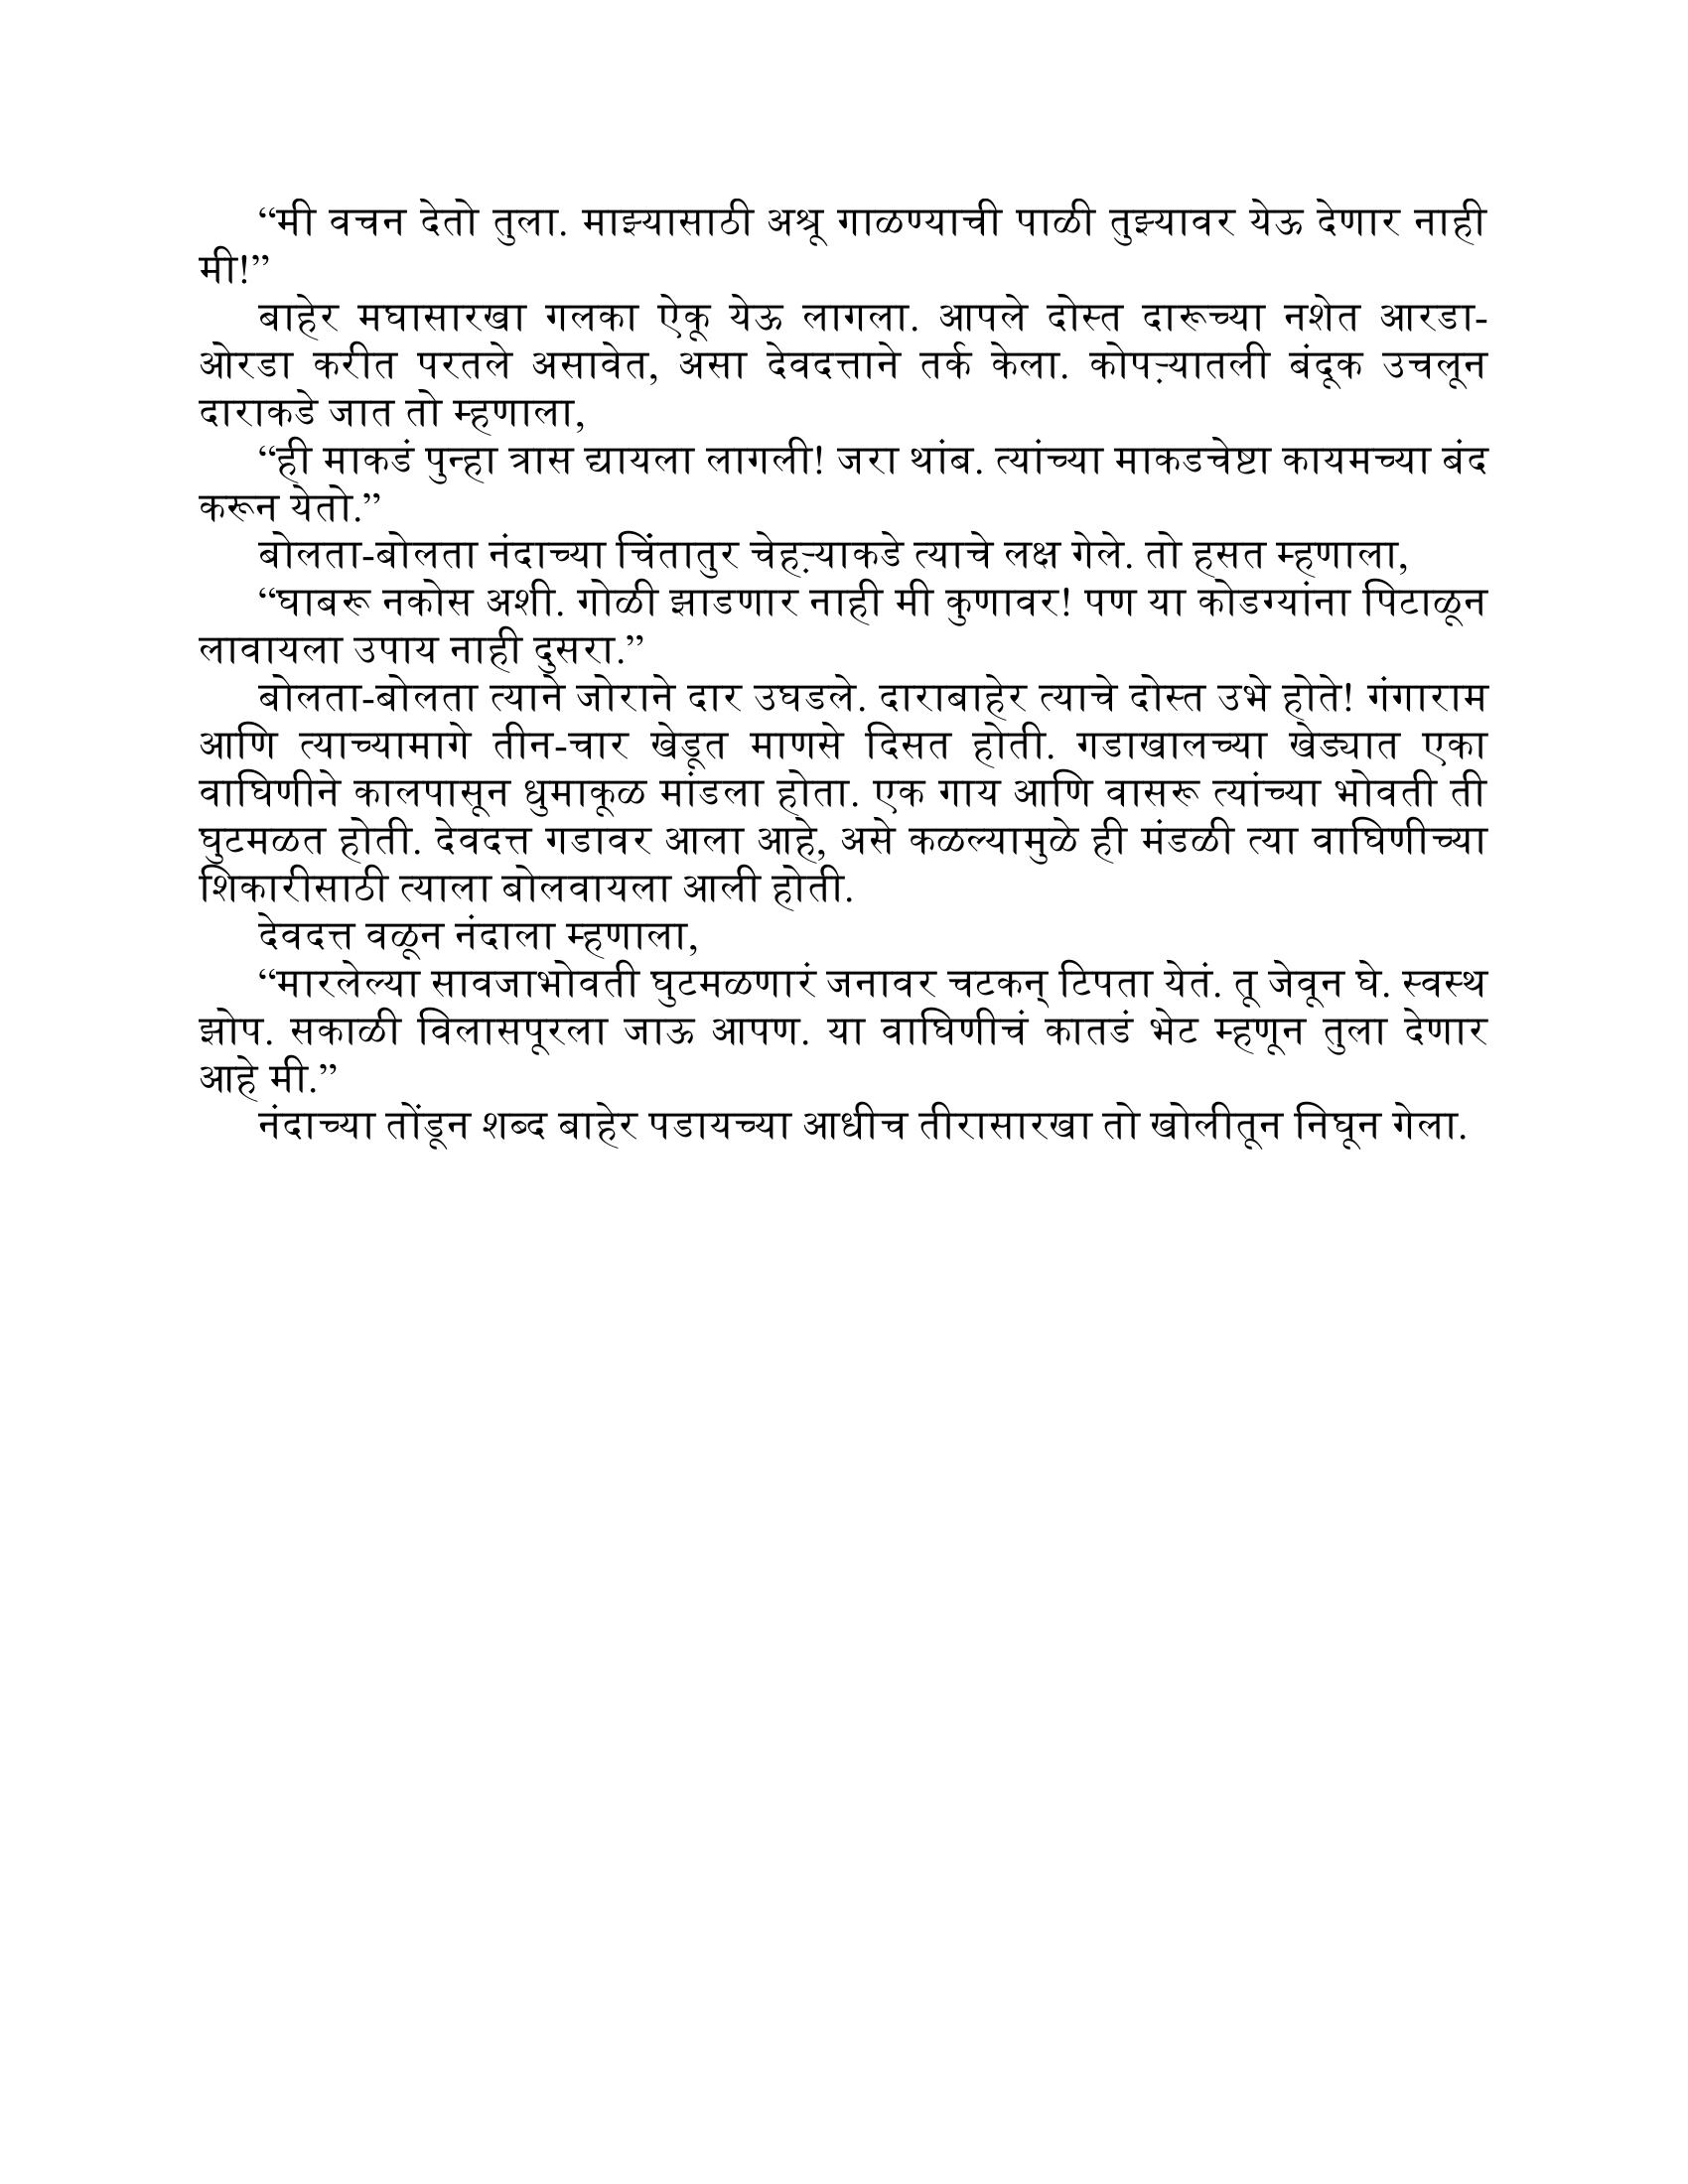 “मी वचन देतो तुला. माझ्यासाठी अश्रू गाळण्याची पाळी तुझ्यावर येऊ देणार नाही
मी!”
बाहेर मघासारखा गलका ऐकू येऊ लागला. आपले दोस्त दारूच्या नशेत आरडा-
ओरडा करीत परतले असावेत, असा देवदत्ताने तर्क केला. कोपऱ्यातली बंदूक उचलून
दाराकडे जात तो म्हणाला,
“ही माकडं पुन्हा त्रास द्यायला लागली! जरा थांब. त्यांच्या माकडचेष्टा कायमच्या बंद
करून येतो.”
बोलता-बोलता नंदाच्या चिंतातुर चेहऱ्याकडे त्याचे लक्ष गेले. तो हसत म्हणाला,
“घाबरू नकोस अशी. गोळी झाडणार नाही मी कुणावर! पण या कोडग्यांना पिटाळून
लावायला उपाय नाही दुसरा.”
बोलता-बोलता त्याने जोराने दार उघडले. दाराबाहेर त्याचे दोस्त उभे होते! गंगाराम
आणि त्याच्यामागे तीन-चार खेडूत माणसे दिसत होती. गडाखालच्या खेड्यात एका
वाघिणीने कालपासून धुमाकूळ मांडला होता. एक गाय आणि वासरू त्यांच्या भोवती ती
घुटमळत होती. देवदत्त गडावर आला आहे, असे कळल्यामुळे ही मंडळी त्या वाघिणीच्या
शिकारीसाठी त्याला बोलवायला आली होती.
देवदत्त वळून नंदाला म्हणाला,
“मारलेल्या सावजाभोवती घुटमळणारं जनावर चटकन् टिपता येतं. तू जेवून घे. स्वस्थ
झोप. सकाळी विलासपूरला जाऊ आपण. या वाघिणीचं कातडं भेट म्हणून तुला देणार
आहे मी.”
नंदाच्या तोंडून शब्द बाहेर पडायच्या आधीच तीरासारखा तो खोलीतून निघून गेला.